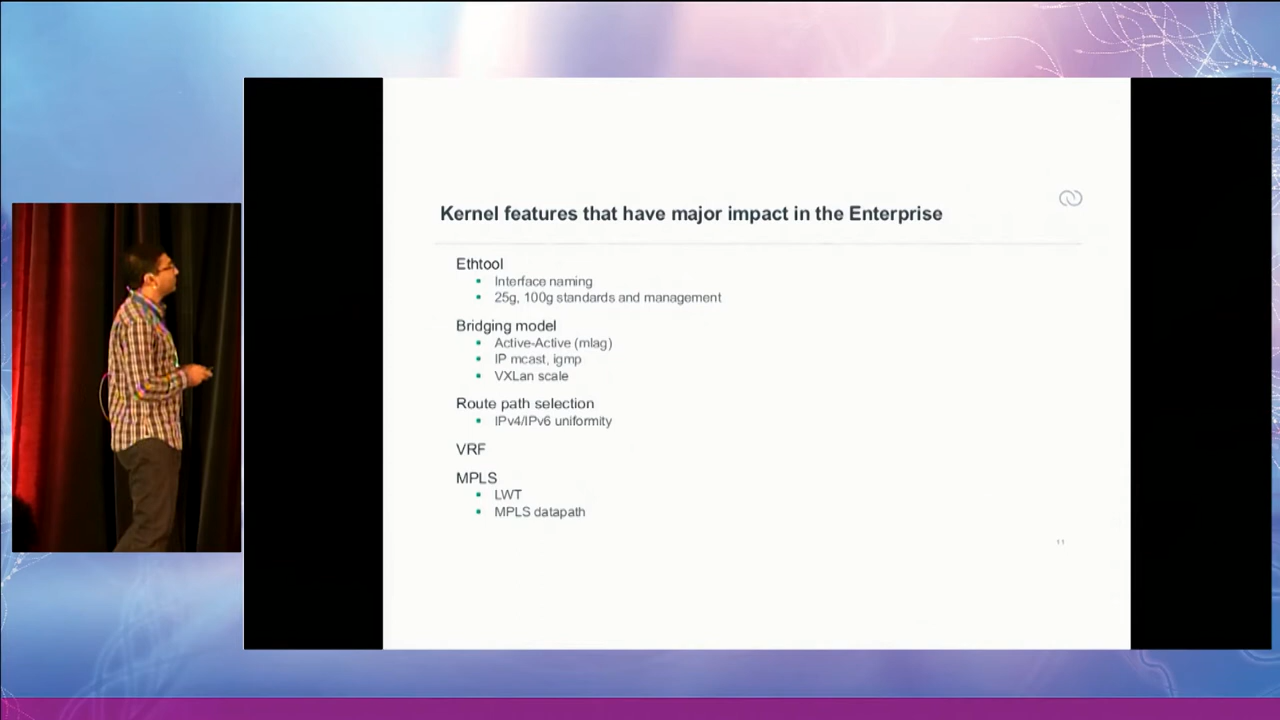 Kernel features that have major impact in the Enterprise
Ethtool
Interface naming
25g, 100g standards and management
Bridging model
Active-Active (mlag)
IP mcast, igmp
VXLan scale
Route path selection
IPv4/IPv6 uniformity
VRF
MPLS
LWT
MPLS datapath
11